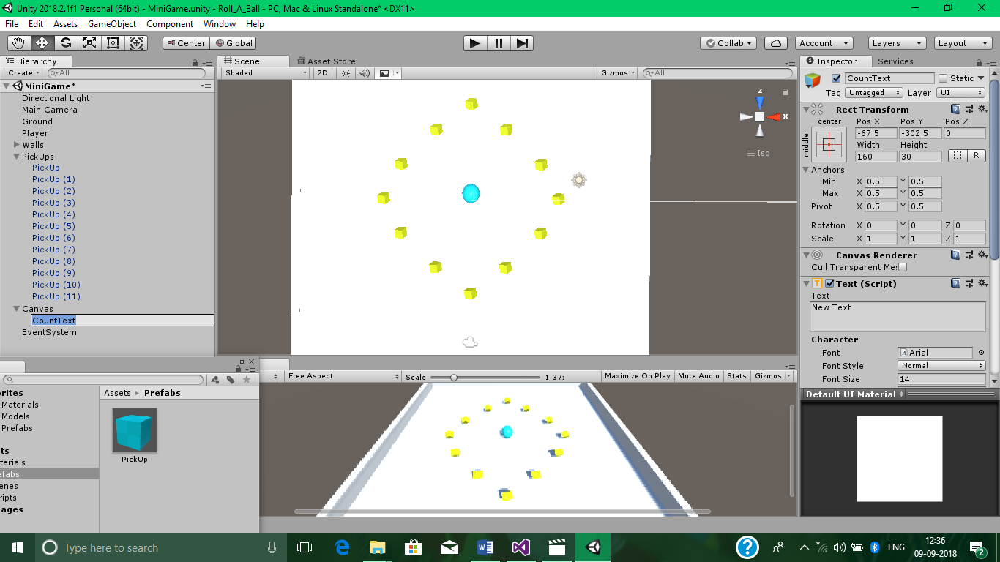 Unity 2018.2.1f1 Personal (64bit) - MiniGame.unity - Roll_A_Ball - PC, Mac & Linux Standalone* <DX11>
File Edit Assets GameObject Component Window Help
Center Global Collab Account Layers Layout
Hierarchy
Create All
MiniGame*
Directional Light
Main Camera
Ground
Player
Walls
PickUps
PickUp
PickUp (1)
PickUp (2)
PickUp (3)
PickUp (4)
PickUp (5)
PickUp (6)
PickUp (7)
PickUp (8)
PickUp (9)
PickUp (10)
PickUp (11)
Canvas
CountText
EventSystem
Scene Asset Store
Shaded 2D Gizmos All
z
x
Iso
Free Aspect Scale 1.37: Maximize On Play Mute Audio Stats Gizmos
Inspector Services
CountText Static
Tag Untagged Layer UI
Rect Transform
center Pos X Pos Y Pos Z
middle -67.5 -302.5 0
Width Height
160 30 R
Anchors
Min X 0.5 Y 0.5
Max X 0.5 Y 0.5
Pivot X 0.5 Y 0.5
Rotation X 0 Y 0 Z 0
Scale X 1 Y 1 Z 1
Canvas Renderer
Cull Transparent Me:
T Text (Script)
Text
New Text
Character
Font Arial
Font Style Normal
Font Size 14
Default UI Material
orites
Materials
Models
Prefabs
ts
terials
efabs
enes
ripts
ages
Assets Prefabs
PickUp
Type here to search
ENG
12:36
09-09-2018
2